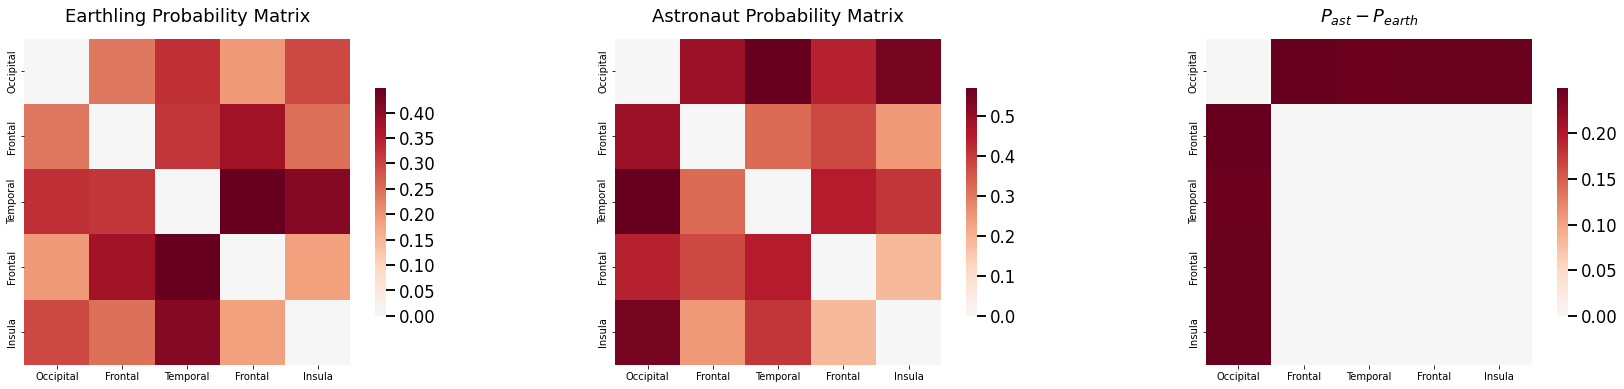 Earthling Probability Matrix
Occipital
Frontal
Temporal
Frontal
Insula
Occipital Frontal Temporal Frontal Insula
0.40
0.35
0.30
0.25
0.20
0.15
0.10
0.05
0.00
Astronaut Probability Matrix
Occipital
Frontal
Temporal
Frontal
Insula
Occipital Frontal Temporal Frontal Insula
0.5
0.4
0.3
0.2
0.1
0.0
P_ast − P_earth
Occipital
Frontal
Temporal
Frontal
Insula
Occipital Frontal Temporal Frontal Insula
0.20
0.15
0.10
0.05
0.00